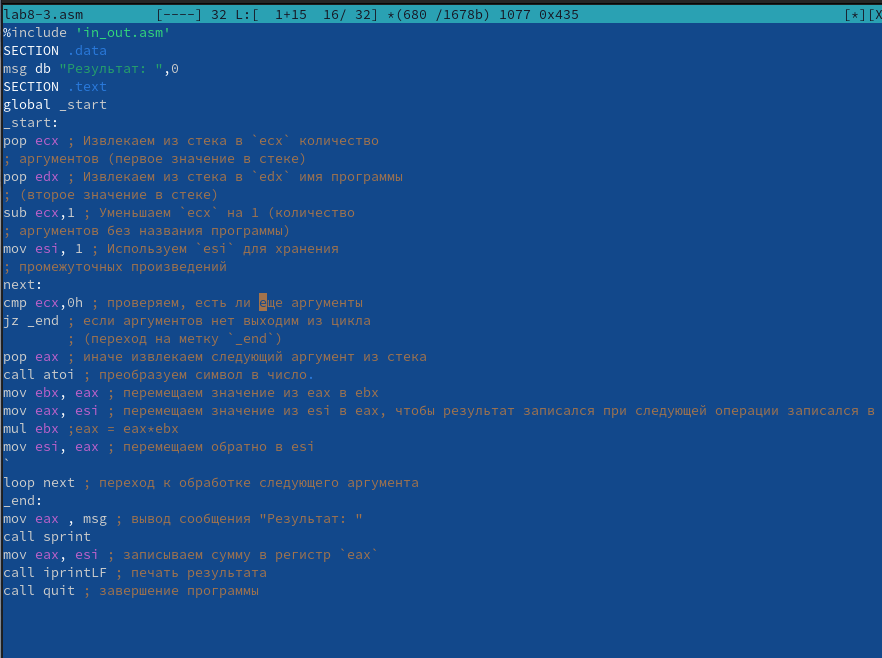 lab8-3.asm         [----] 32 L:[  1+15  16/ 32] *(680 /1678b) 1077 0x435                                 [*][X
%include 'in_out.asm'
SECTION .data
msg db "Результат: ",0
SECTION .text
global _start
_start:
pop ecx ; Извлекаем из стека в `ecx` количество
; аргументов (первое значение в стеке)
pop edx ; Извлекаем из стека в `edx` имя программы
; (второе значение в стеке)
sub ecx,1 ; Уменьшаем `ecx` на 1 (количество
; аргументов без названия программы)
mov esi, 1 ; Используем `esi` для хранения
; промежуточных произведений
next:
cmp ecx,0h ; проверяем, есть ли еще аргументы
jz _end ; если аргументов нет выходим из цикла
        ; (переход на метку `_end`)
pop eax ; иначе извлекаем следующий аргумент из стека
call atoi ; преобразуем символ в число.
mov ebx, eax ; перемещаем значение из eax в ebx
mov eax, esi ; перемещаем значение из esi в eax, чтобы результат записался при следующей операции записался в
mul ebx ;eax = eax*ebx
mov esi, eax ; перемещаем обратно в esi
`
loop next ; переход к обработке следующего аргумента
_end:
mov eax , msg ; вывод сообщения "Результат: "
call sprint
mov eax, esi ; записываем сумму в регистр `eax`
call iprintLF ; печать результата
call quit ; завершение программы